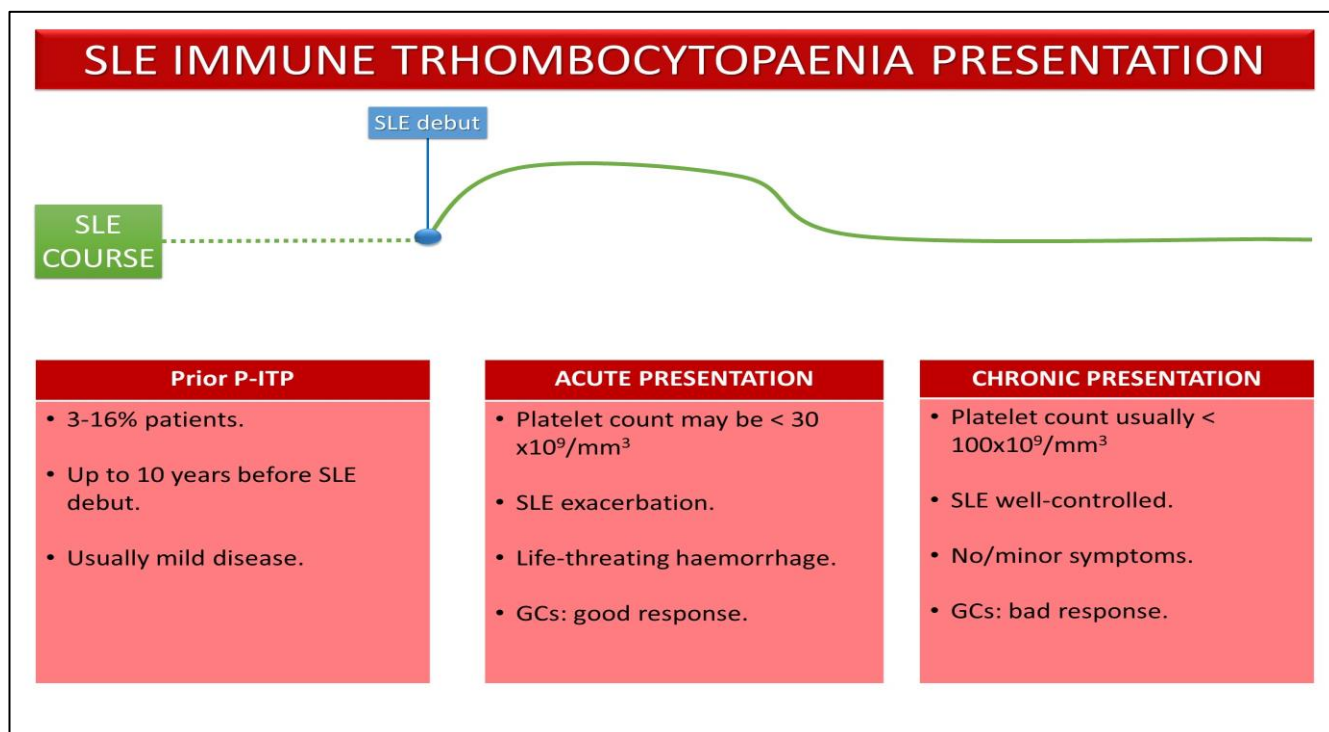 SLE IMMUNE TRHOMBOCYTOPAENIA PRESENTATION
SLE debut
SLE
COURSE
Prior P-ITP
• 3-16% patients.
• Up to 10 years before SLE
debut.
• Usually mild disease.
ACUTE PRESENTATION
• Platelet count may be < 30
x10⁹/mm³
• SLE exacerbation.
• Life-threating haemorrhage.
• GCs: good response.
CHRONIC PRESENTATION
• Platelet count usually <
100x10⁹/mm³
• SLE well-controlled.
• No/minor symptoms.
• GCs: bad response.